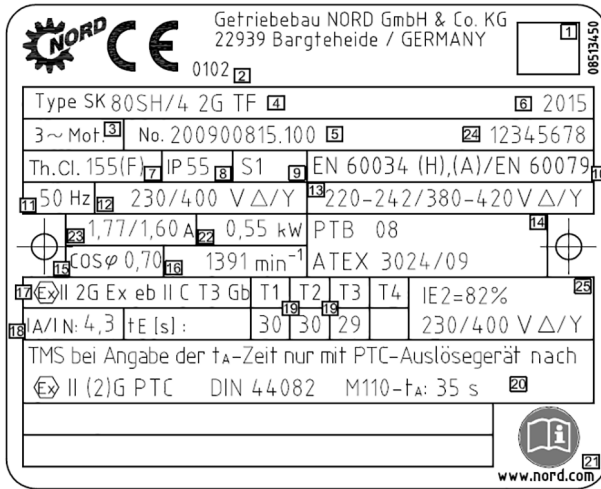 NORD CE Getriebebau NORD GmbH & Co. KG 1
22939 Bargteheide / GERMANY
08513450
0102 2
Type SK 80SH/4 2G TF 4 6 2015
3~ Mot. 3 No. 200900815.100 5 24 12345678
Th.Cl. 155(F) 7 IP55 8 S1 9 EN 60034 (H),(A)/EN 60079 10
11 50 Hz 12 230/400 V △/Y 13 220-242/380-420V △/Y
23 1,77/1,60 A 22 0,55 kW PTB 08 14
15 cosφ 0,70 16 1391 min⁻¹ ATEX 3024/09
17 Ex II 2G Ex eb II C T3 Gb T1 T2 T3 T4 IE2=82% 25
19 19
18 IA/IN: 4,3 tE [s] : 30 30 29 230/400 V △/Y
TMS bei Angabe der tA-Zeit nur mit PTC-Auslösegerät nach
Ex II (2)G PTC DIN 44082 M110-tA: 35 s 20
21
www.nord.com